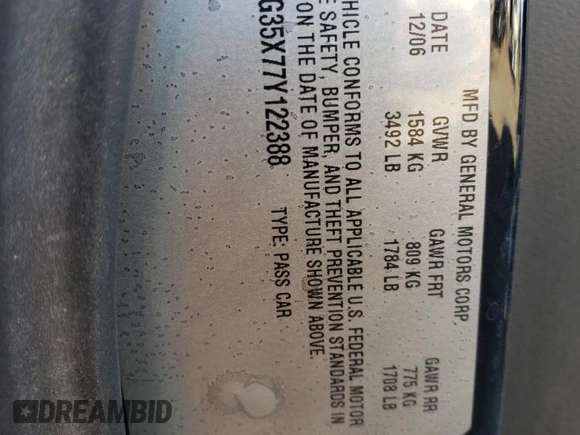 MFD BY GENERAL MOTORS CORP.
DATE GVWR GAWR FRT GAWR RR
12/06 1584 KG 809 KG 775 KG
3492 LB 1784 LB 1708 LB
HICLE CONFORMS TO ALL APPLICABLE U.S. FEDERAL MOTOR
E SAFETY, BUMPER, AND THEFT PREVENTION STANDARDS IN
ON THE DATE OF MANUFACTURE SHOWN ABOVE.
G35X77Y122388 TYPE: PASS CAR
DREAMBID